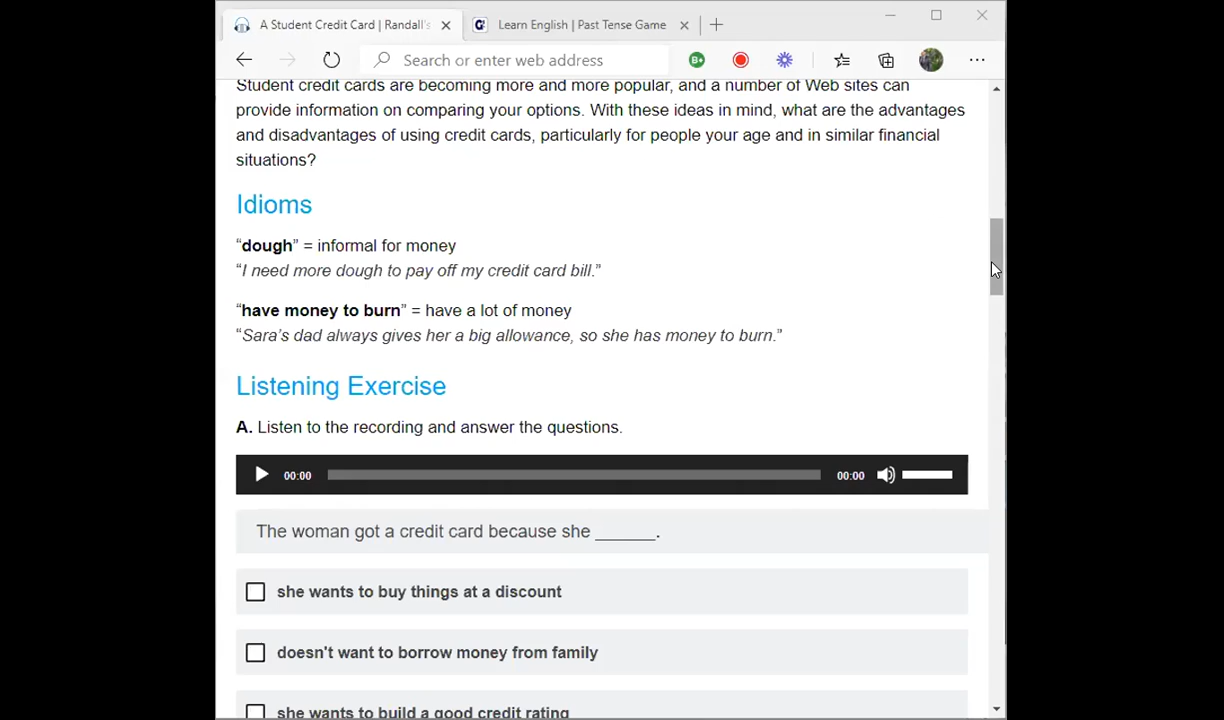 A Student Credit Card | Randall's
Learn English | Past Tense Game
Search or enter web address
Student credit cards are becoming more and more popular, and a number of Web sites can
provide information on comparing your options. With these ideas in mind, what are the advantages
and disadvantages of using credit cards, particularly for people your age and in similar financial
situations?
Idioms
“dough” = informal for money
“I need more dough to pay off my credit card bill.”
“have money to burn” = have a lot of money
“Sara’s dad always gives her a big allowance, so she has money to burn.”
Listening Exercise
A. Listen to the recording and answer the questions.
00:00 00:00
The woman got a credit card because she ______.
she wants to buy things at a discount
doesn't want to borrow money from family
she wants to build a good credit rating